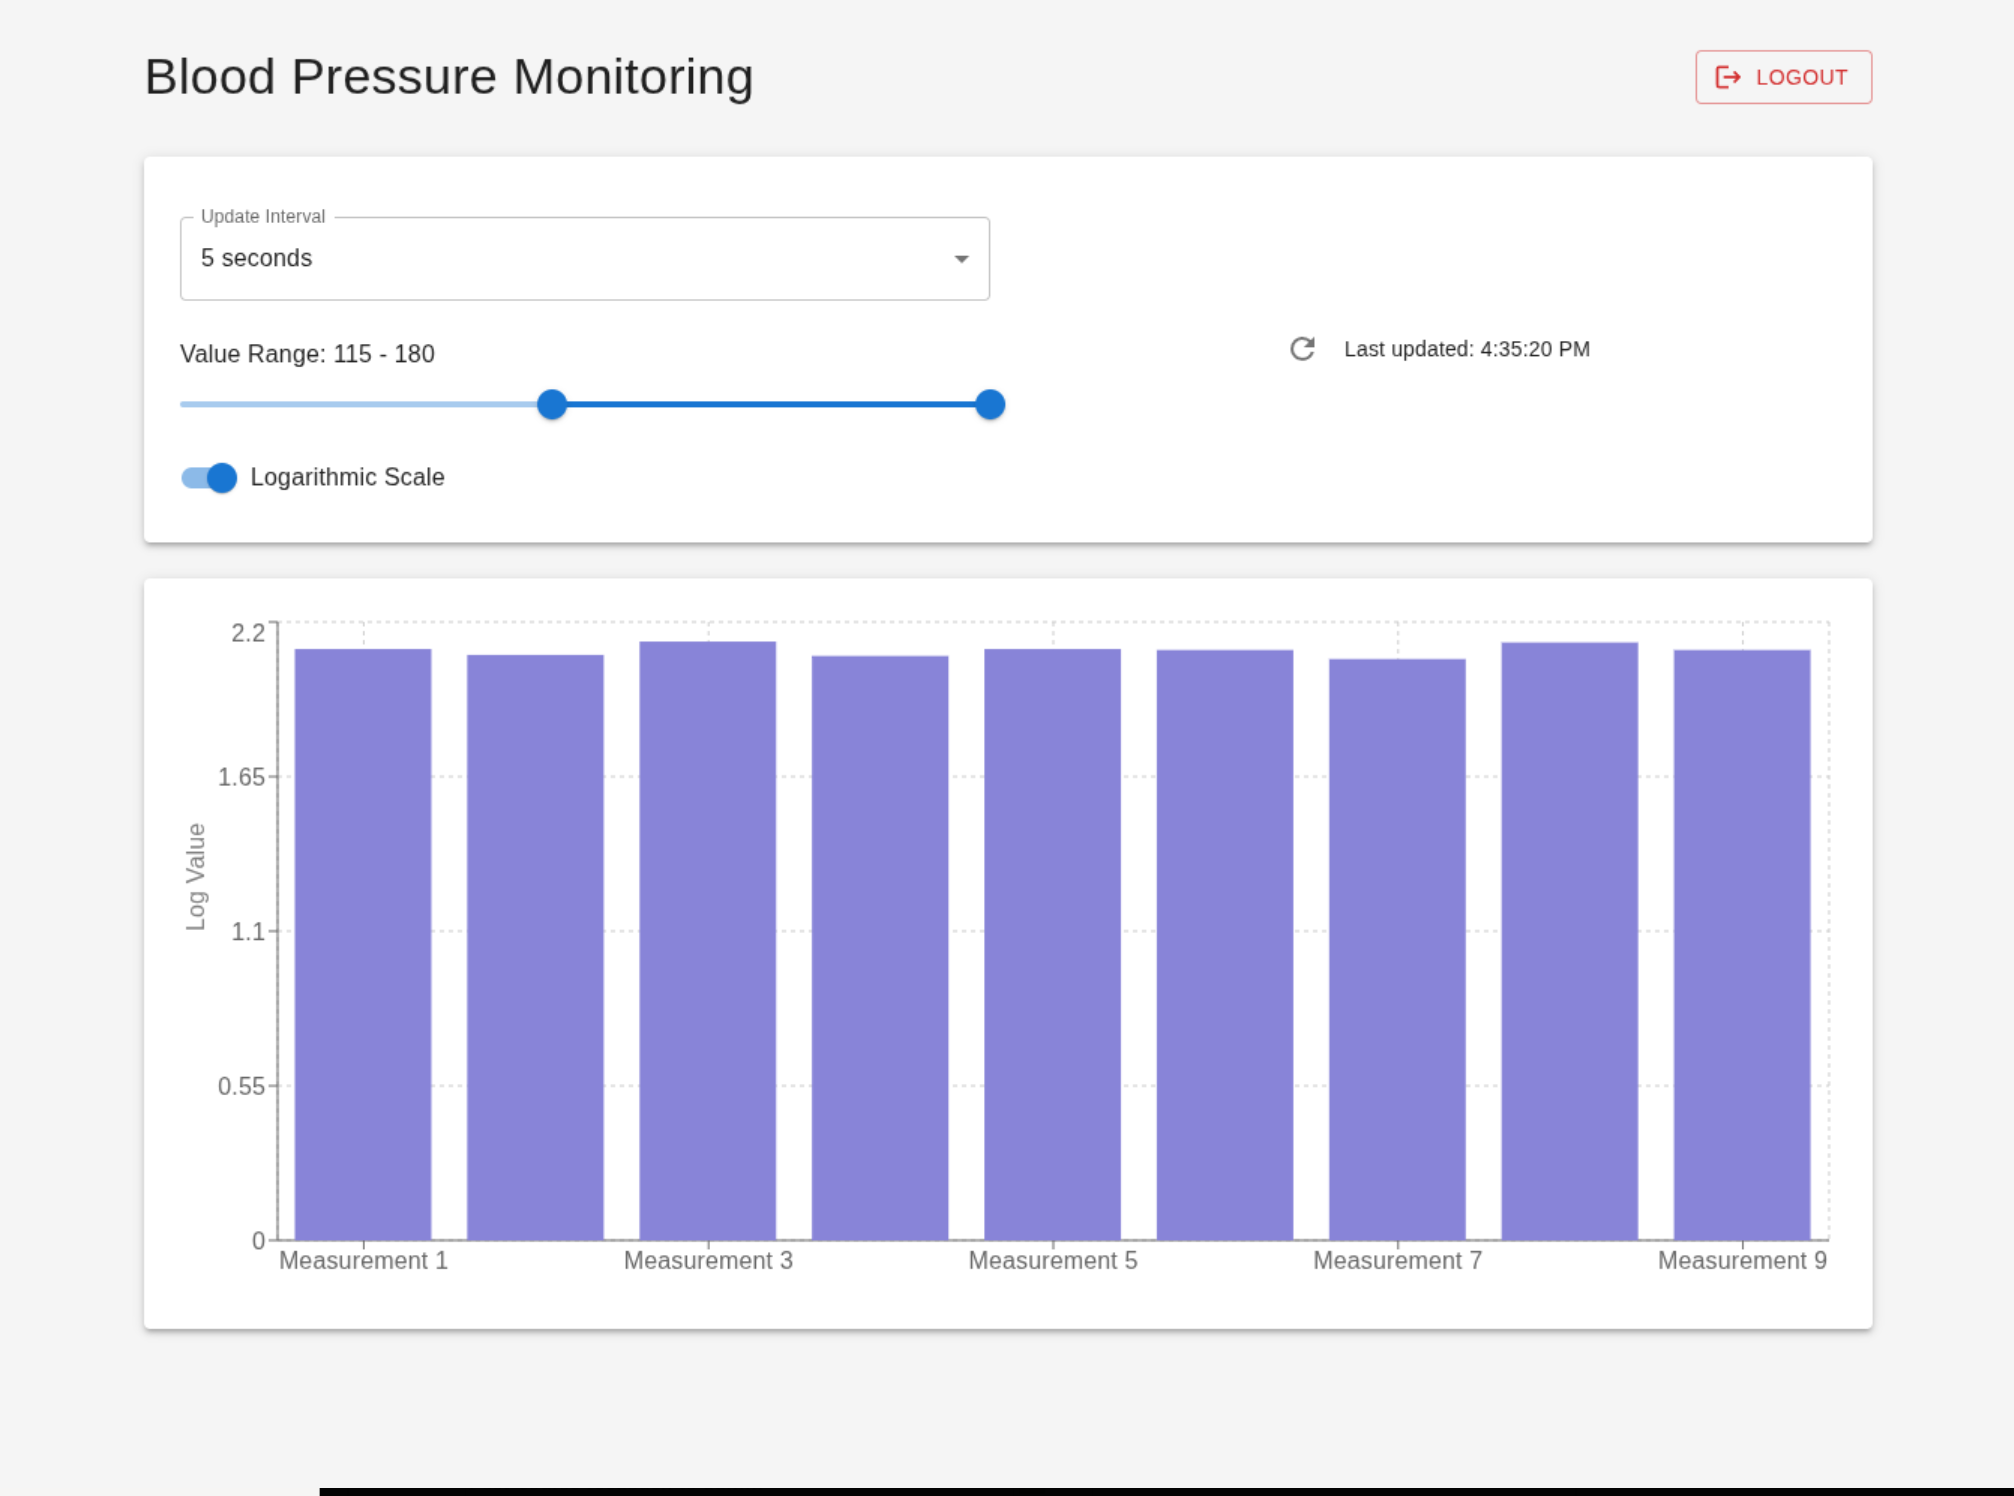 Blood Pressure Monitoring
LOGOUT
Update Interval
5 seconds
Value Range: 115 - 180
Last updated: 4:35:20 PM
Logarithmic Scale
2.2
1.65
1.1
0.55
0
Log Value
Measurement 1
Measurement 3
Measurement 5
Measurement 7
Measurement 9